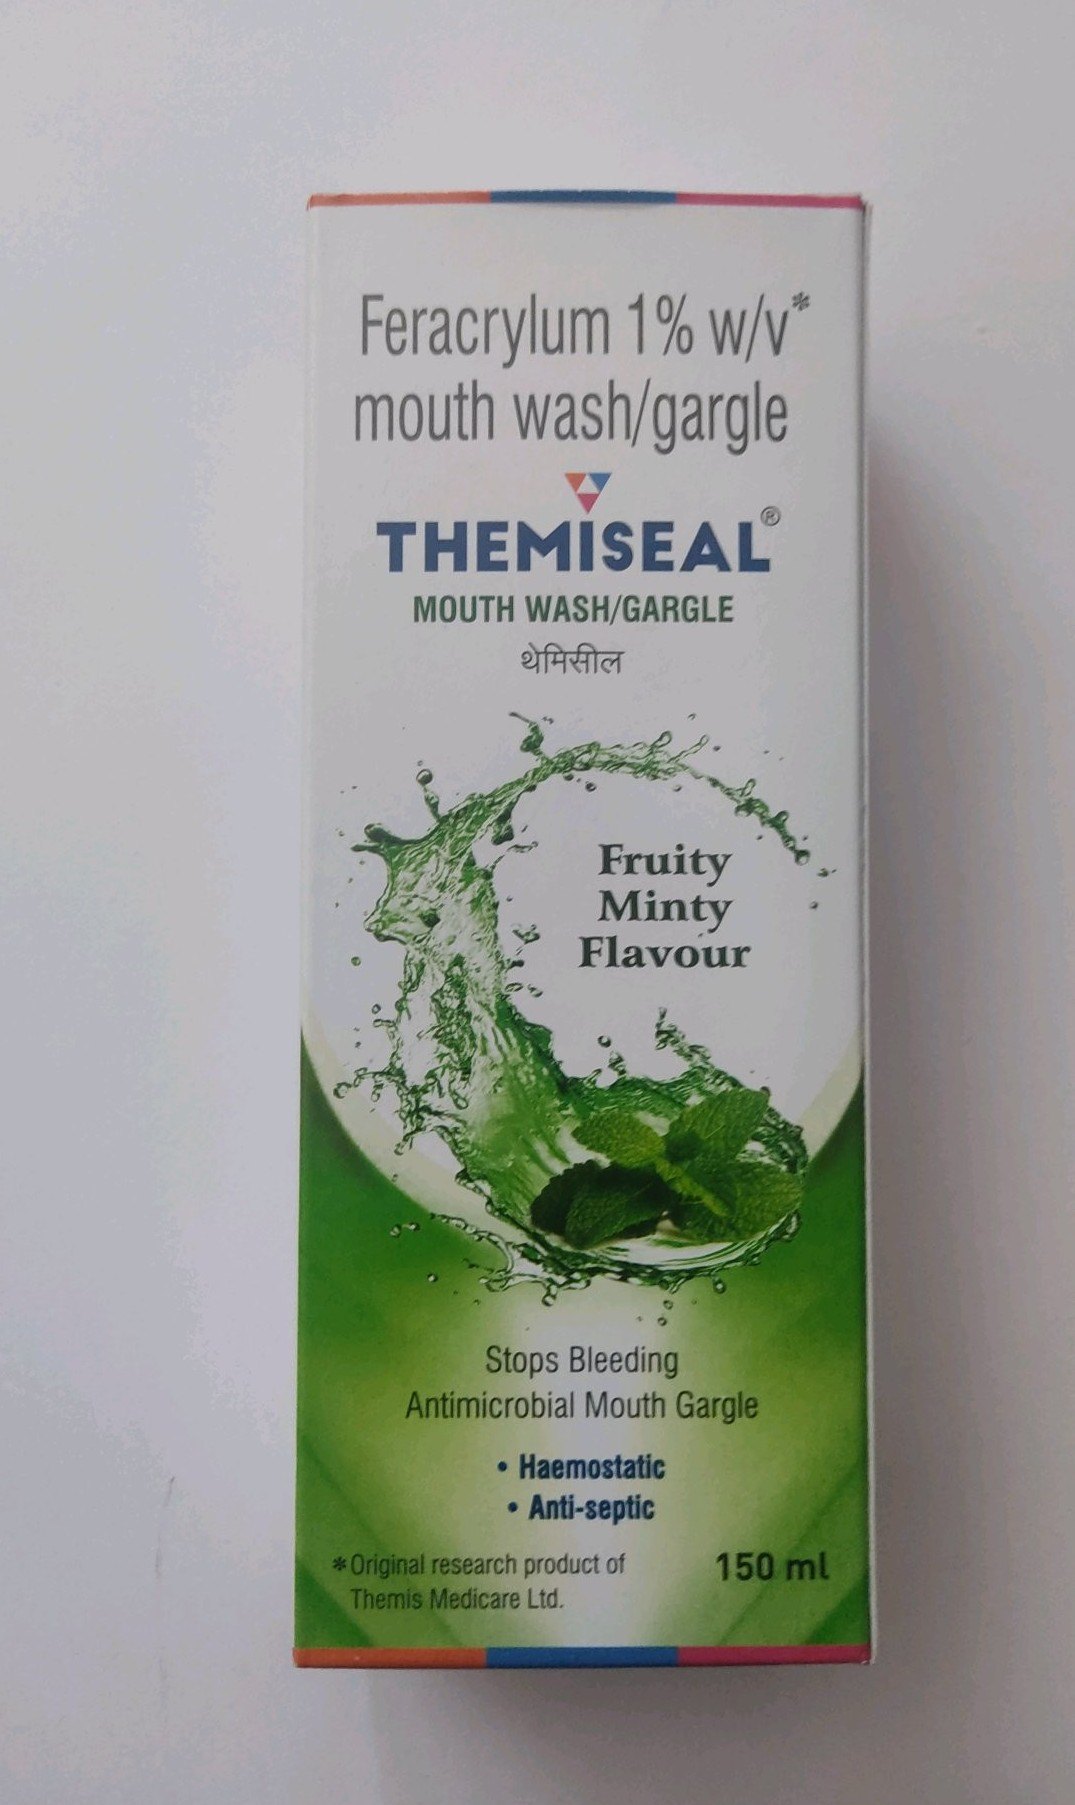 Feracrylum 1% w/v*
mouth wash/gargle
THEMISEAL®
MOUTH WASH/GARGLE
थेमिसील
Fruity
Minty
Flavour
Stops Bleeding
Antimicrobial Mouth Gargle
• Haemostatic
• Anti-septic
*Original research product of
Themis Medicare Ltd.
150 ml